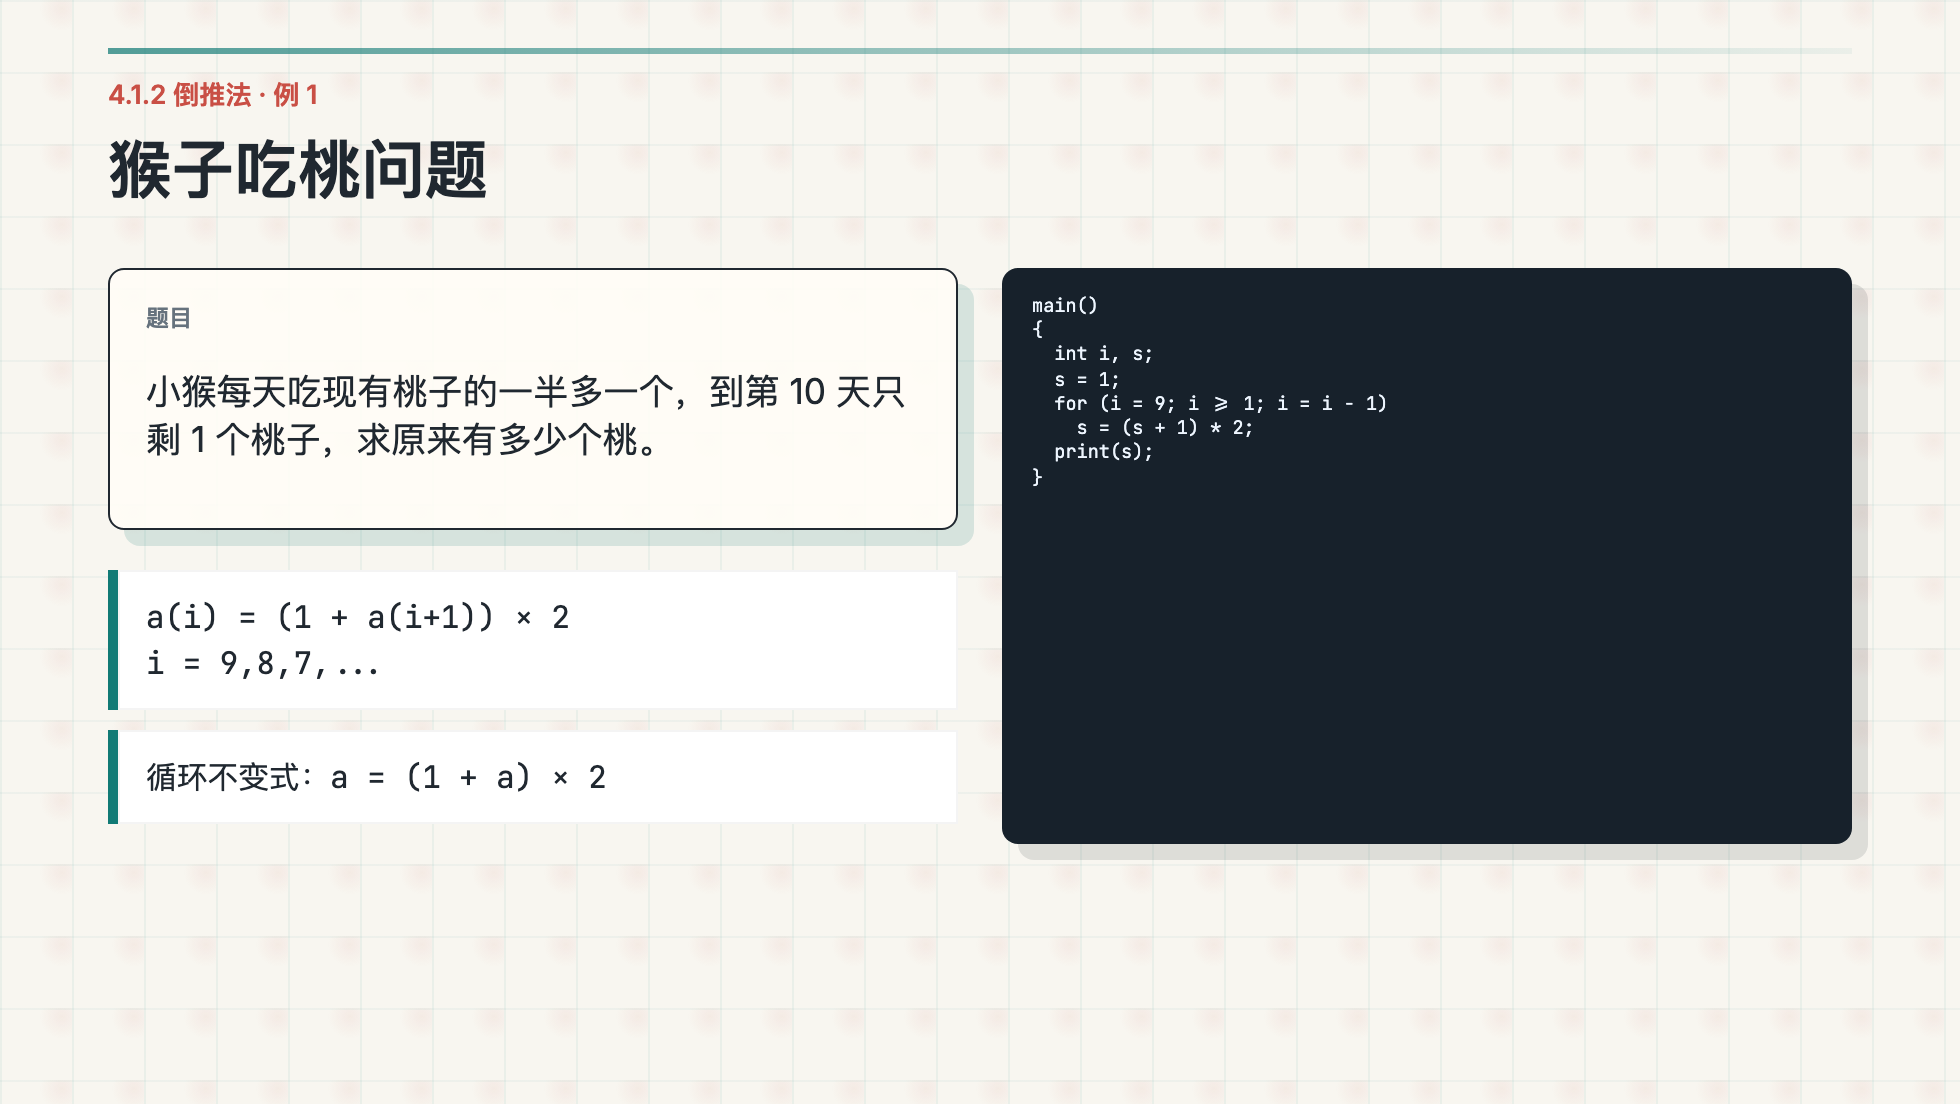 4.1.2 倒推法 · 例 1
猴子吃桃问题
题目
小猴每天吃现有桃子的一半多一个，到第 10 天只
剩 1 个桃子，求原来有多少个桃。
a(i) = (1 + a(i+1)) × 2
i = 9,8,7,...
循环不变式：a = (1 + a) × 2
main()
{
  int i, s;
  s = 1;
  for (i = 9; i ⩾ 1; i = i - 1)
    s = (s + 1) * 2;
  print(s);
}